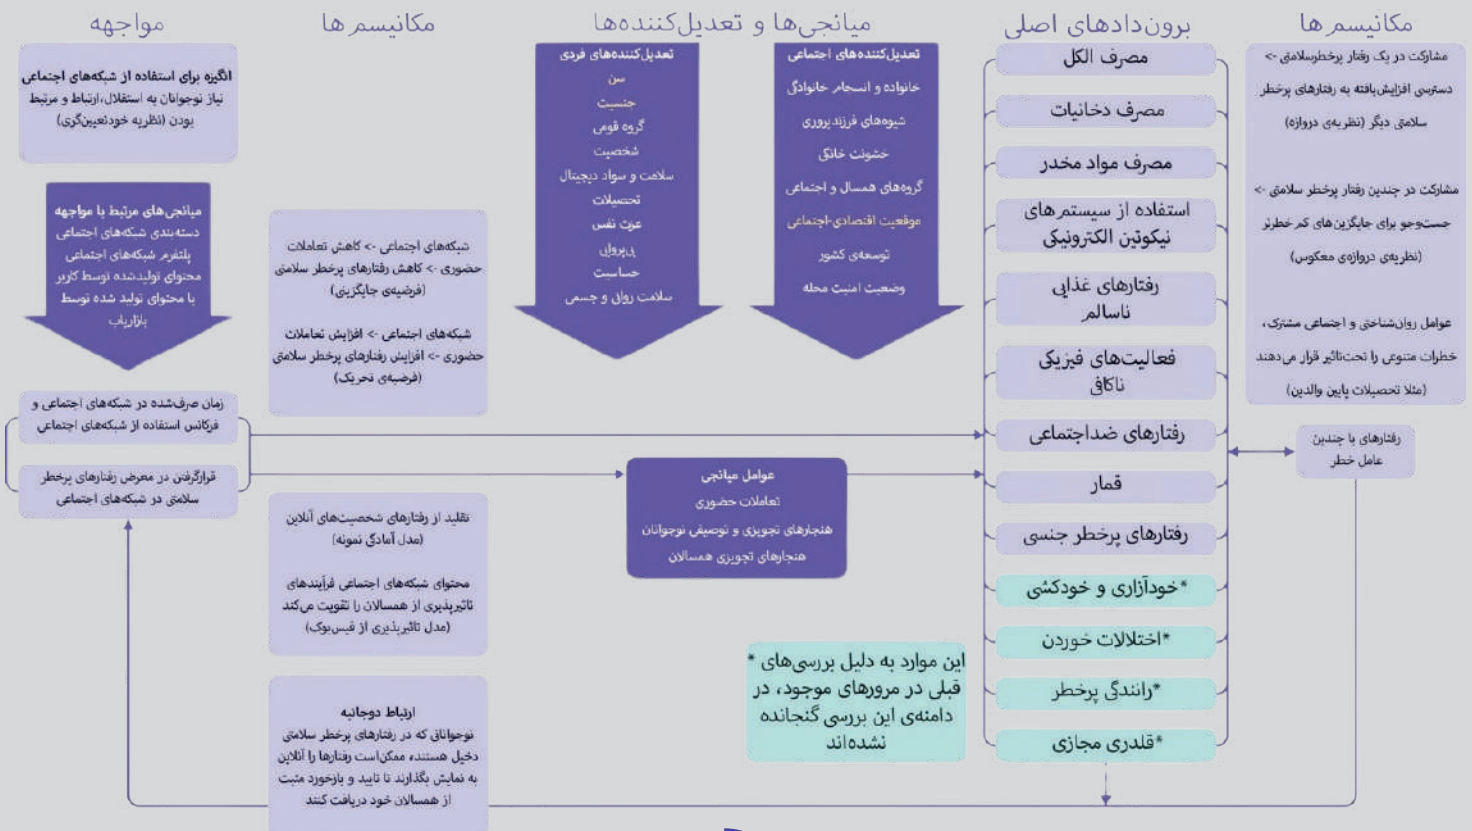 مواجهه
انگیزه برای استفاده از شبکه‌های اجتماعی
نیاز نوجوانان به استقلال،ارتباط و مرتبط
بودن (نظریه خودتعیین‌گری)
میانجی‌های مرتبط با مواجهه
دسته‌بندی شبکه‌های اجتماعی
پلتفرم شبکه‌های اجتماعی
محتوای تولیدشده توسط کاربر
یا محتوای تولید شده توسط
بازاریاب
زمان صرف‌شده در شبکه‌های اجتماعی و
فرکانس استفاده از شبکه‌های اجتماعی
قرارگرفتن در معرض رفتارهای پرخطر
سلامتی در شبکه‌های اجتماعی
مکانیسم‌ها
شبکه‌های اجتماعی -> کاهش تعاملات
حضوری -> کاهش رفتارهای پرخطر سلامتی
(فرضیه‌ی جایگزینی)
شبکه‌های اجتماعی -> افزایش تعاملات
حضوری -> افزایش رفتارهای پرخطر سلامتی
(فرضیه‌ی تحریک)
تقلید از رفتارهای شخصیت‌های آنلاین
(مدل آمادگی نمونه)
محتوای شبکه‌های اجتماعی فرآیندهای
تاثیرپذیری از همسالان را تقویت می‌کند
(مدل تاثیرپذیری از فیس‌بوک)
ارتباط دوجانبه
نوجوانانی که در رفتارهای پرخطر سلامتی
دخیل هستند، ممکن‌است رفتارها را آنلاین
به نمایش بگذارند تا تایید و بازخورد مثبت
از همسالان خود دریافت کنند
میانجی‌ها و تعدیل‌کننده‌ها
تعدیل‌کننده‌های فردی
سن
جنسیت
گروه قومی
شخصیت
سلامت و سواد دیجیتال
تحصیلات
عزت نفس
بی‌پروایی
حساسیت
سلامت روانی و جسمی
تعدیل‌کننده‌های اجتماعی
خانواده و انسجام خانوادگی
شیوه‌های فرزندپروری
خشونت خانگی
گروه‌های همسال و اجتماعی
موقعیت اقتصادی-اجتماعی
توسعه‌ی کشور
وضعیت امنیت محله
عوامل میانجی
تعاملات حضوری
هنجارهای تجویزی و توصیفی نوجوانان
هنجارهای تجویزی همسالان
این موارد به دلیل بررسی‌های *
قبلی در مرورهای موجود، در
دامنه‌ی این بررسی گنجانده
نشده‌اند
برون‌دادهای اصلی
مصرف الکل
مصرف دخانیات
مصرف مواد مخدر
استفاده از سیستم‌های
نیکوتین الکترونیکی
رفتارهای غذایی
ناسالم
فعالیت‌های فیزیکی
ناکافی
رفتارهای ضداجتماعی
قمار
رفتارهای پرخطر جنسی
*خودآزاری و خودکشی
*اختلالات خوردن
*رانندگی پرخطر
*قلدری مجازی
مکانیسم‌ها
مشارکت در یک رفتار پرخطرسلامتی ->
دسترسی افزایش‌یافته به رفتارهای پرخطر
سلامتی دیگر (نظریه‌ی دروازه)
مشارکت در چندین رفتار پرخطر سلامتی ->
جست‌وجو برای جایگزین‌های کم خطرتر
(نظریه‌ی دروازه‌ی معکوس)
عوامل روان‌شناختی و اجتماعی مشترک،
خطرات متنوعی را تحت‌تاثیر قرار می‌دهند
(مثلا تحصیلات پایین والدین)
رفتارهای با چندین
عامل خطر